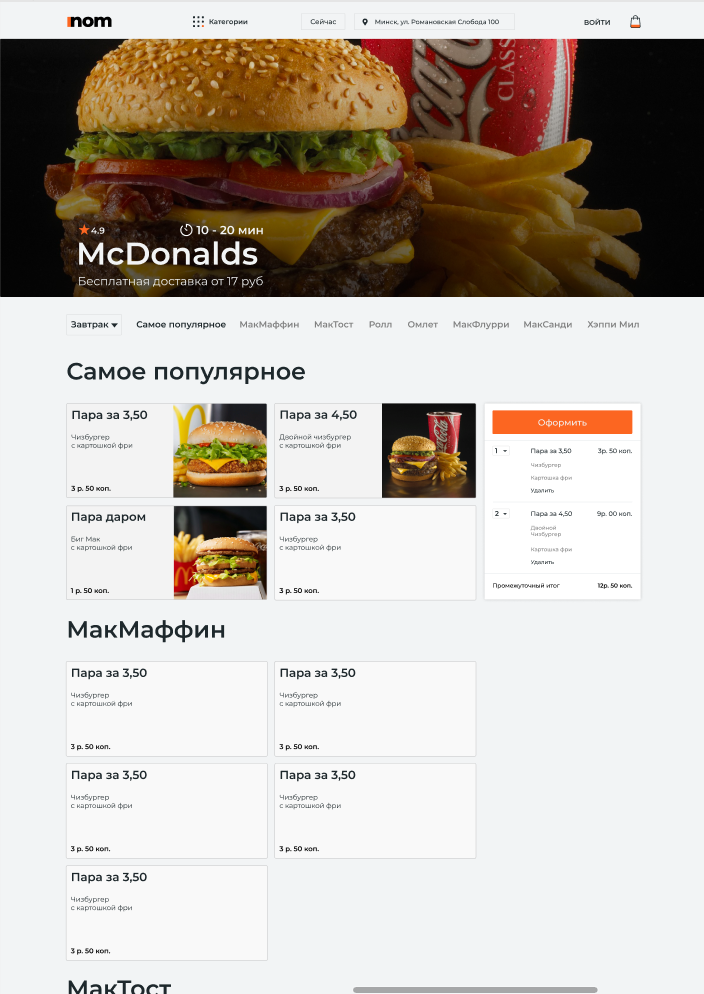 nom
Категории
Сейчас
Минск, ул. Романовская Слобода 100
ВОЙТИ
CLASSIC
4.9
10 - 20 мин
McDonalds
Бесплатная доставка от 17 руб
Завтрак
Самое популярное
МакМаффин
МакТост
Ролл
Омлет
МакФлурри
МакСанди
Хэппи Мил
Самое популярное
Пара за 3,50
Чизбургер
с картошкой фри
3 р. 50 коп.
Пара за 4,50
Двойной чизбургер
с картошкой фри
3 р. 50 коп.
Пара даром
Биг Мак
с картошкой фри
1 р. 50 коп.
Пара за 3,50
Чизбургер
с картошкой фри
3 р. 50 коп.
Оформить
1
Пара за 3,50
3р. 50 коп.
Чизбургер
Картошка фри
Удалить
2
Пара за 4,50
9р. 00 коп.
Двойной
Чизбургер
Картошка фри
Удалить
Промежуточный итог
12р. 50 коп.
МакМаффин
Пара за 3,50
Чизбургер
с картошкой фри
3 р. 50 коп.
Пара за 3,50
Чизбургер
с картошкой фри
3 р. 50 коп.
Пара за 3,50
Чизбургер
с картошкой фри
3 р. 50 коп.
Пара за 3,50
Чизбургер
с картошкой фри
3 р. 50 коп.
Пара за 3,50
Чизбургер
с картошкой фри
3 р. 50 коп.
МакТост